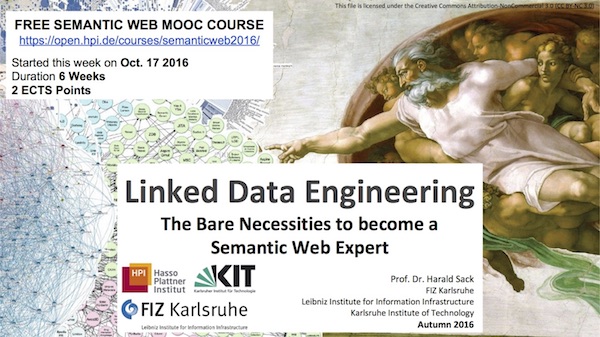 This file is licensed under the Creative Commons Attribution-NonCommercial 3.0 (CC BY-NC 3.0)
FREE SEMANTIC WEB MOOC COURSE
https://open.hpi.de/courses/semanticweb2016/
Started this week on Oct. 17 2016
Duration 6 Weeks
2 ECTS Points
Linked Data Engineering
The Bare Necessities to become a
Semantic Web Expert
HPI
Hasso
Plattner
Institut
KIT
Karlsruher Institut für Technologie
FIZ Karlsruhe
Leibniz Institute for Information Infrastructure
Prof. Dr. Harald Sack
FIZ Karlsruhe
Leibniz Institute for Information Infrastructure
Karlsruhe Institute of Technology
Autumn 2016